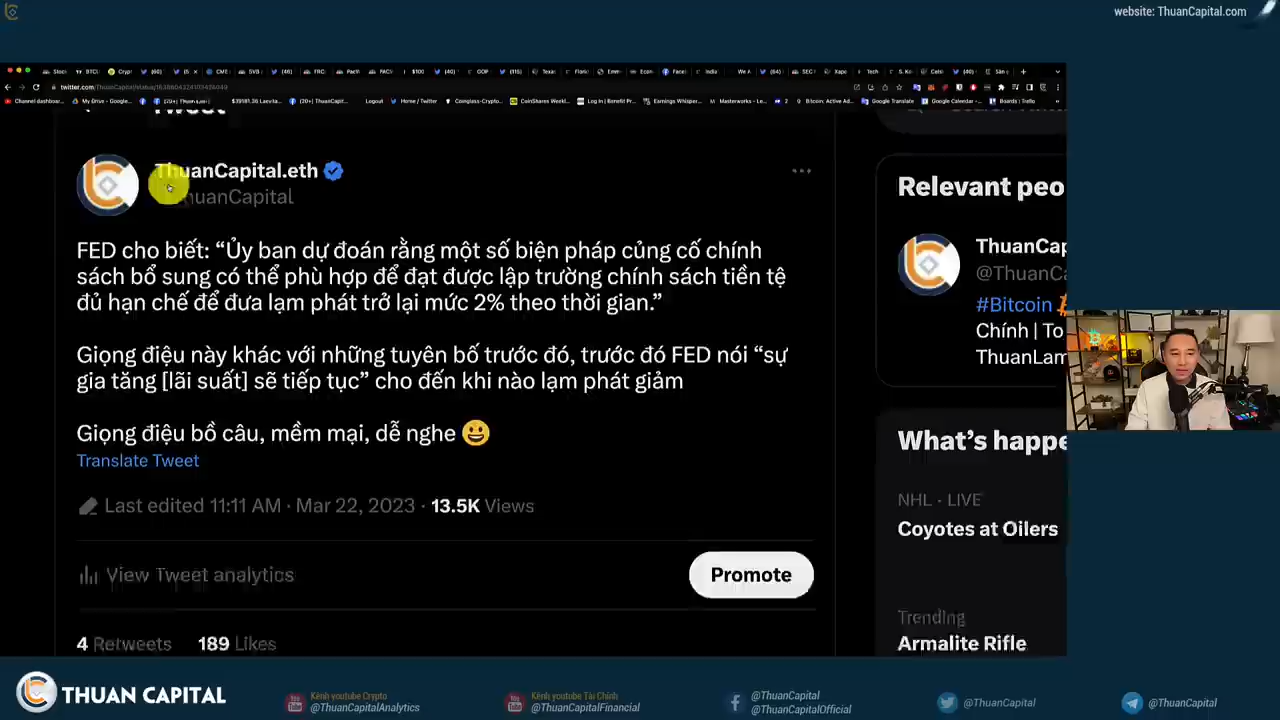 website: ThuanCapital.com
ThuanCapital.eth
ThuanCapital
FED cho biết: “Ủy ban dự đoán rằng một số biện pháp củng cố chính
sách bổ sung có thể phù hợp để đạt được lập trường chính sách tiền tệ
đủ hạn chế để đưa lạm phát trở lại mức 2% theo thời gian.”
Giọng điệu này khác với những tuyên bố trước đó, trước đó FED nói “sự
gia tăng [lãi suất] sẽ tiếp tục” cho đến khi nào lạm phát giảm
Giọng điệu bồ câu, mềm mại, dễ nghe 😀
Translate Tweet
Last edited 11:11 AM · Mar 22, 2023 · 13.5K Views
View Tweet analytics
Promote
4 Retweets 189 Likes
Relevant peo
ThuanCap
@ThuanCa
#Bitcoin
Chính | To
ThuanLam
What’s happe
NHL · LIVE
Coyotes at Oilers
Trending
Armalite Rifle
THUAN CAPITAL
Kênh youtube Crypto
@ThuanCapitalAnalytics
Kênh youtube Tài Chính
@ThuanCapitalFinancial
@ThuanCapital
@ThuanCapitalOfficial
@ThuanCapital
@ThuanCapital